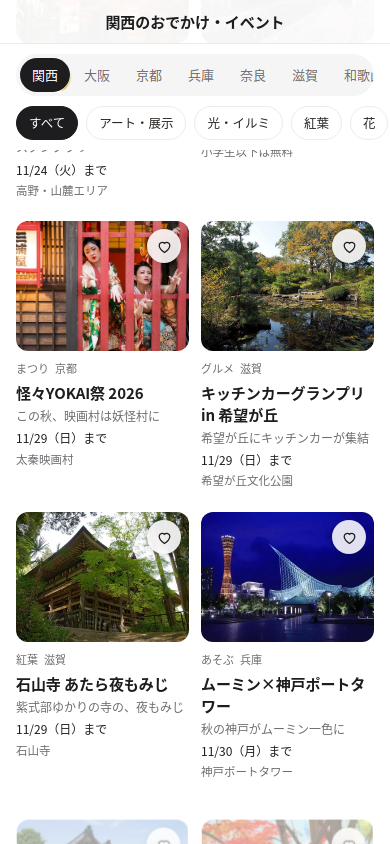 関西のおでかけ・イベント
関西 大阪 京都 兵庫 奈良 滋賀
すべて アート・展示 光・イルミ 紅葉 花
11/24（火）まで
高野・山麓エリア
小学生以下は無料
まつり 京都
怪々YOKAI祭 2026
この秋、映画村は妖怪村に
11/29（日）まで
太秦映画村
グルメ 滋賀
キッチンカーグランプリ
in 希望が丘
希望が丘にキッチンカーが集結
11/29（日）まで
希望が丘文化公園
紅葉 滋賀
石山寺 あたら夜もみじ
紫式部ゆかりの寺の、夜もみじ
11/29（日）まで
石山寺
あそぶ 兵庫
ムーミン×神戸ポートタ
ワー
秋の神戸がムーミン一色に
11/30（月）まで
神戸ポートタワー